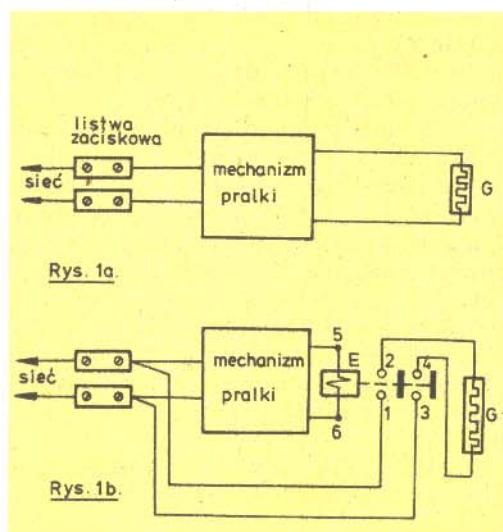 listwa
zaciskowa
sieć
mechanizm
pralki
G
Rys. 1a.
sieć
mechanizm
pralki
5
E
6
2
4
1
3
G
Rys. 1b.